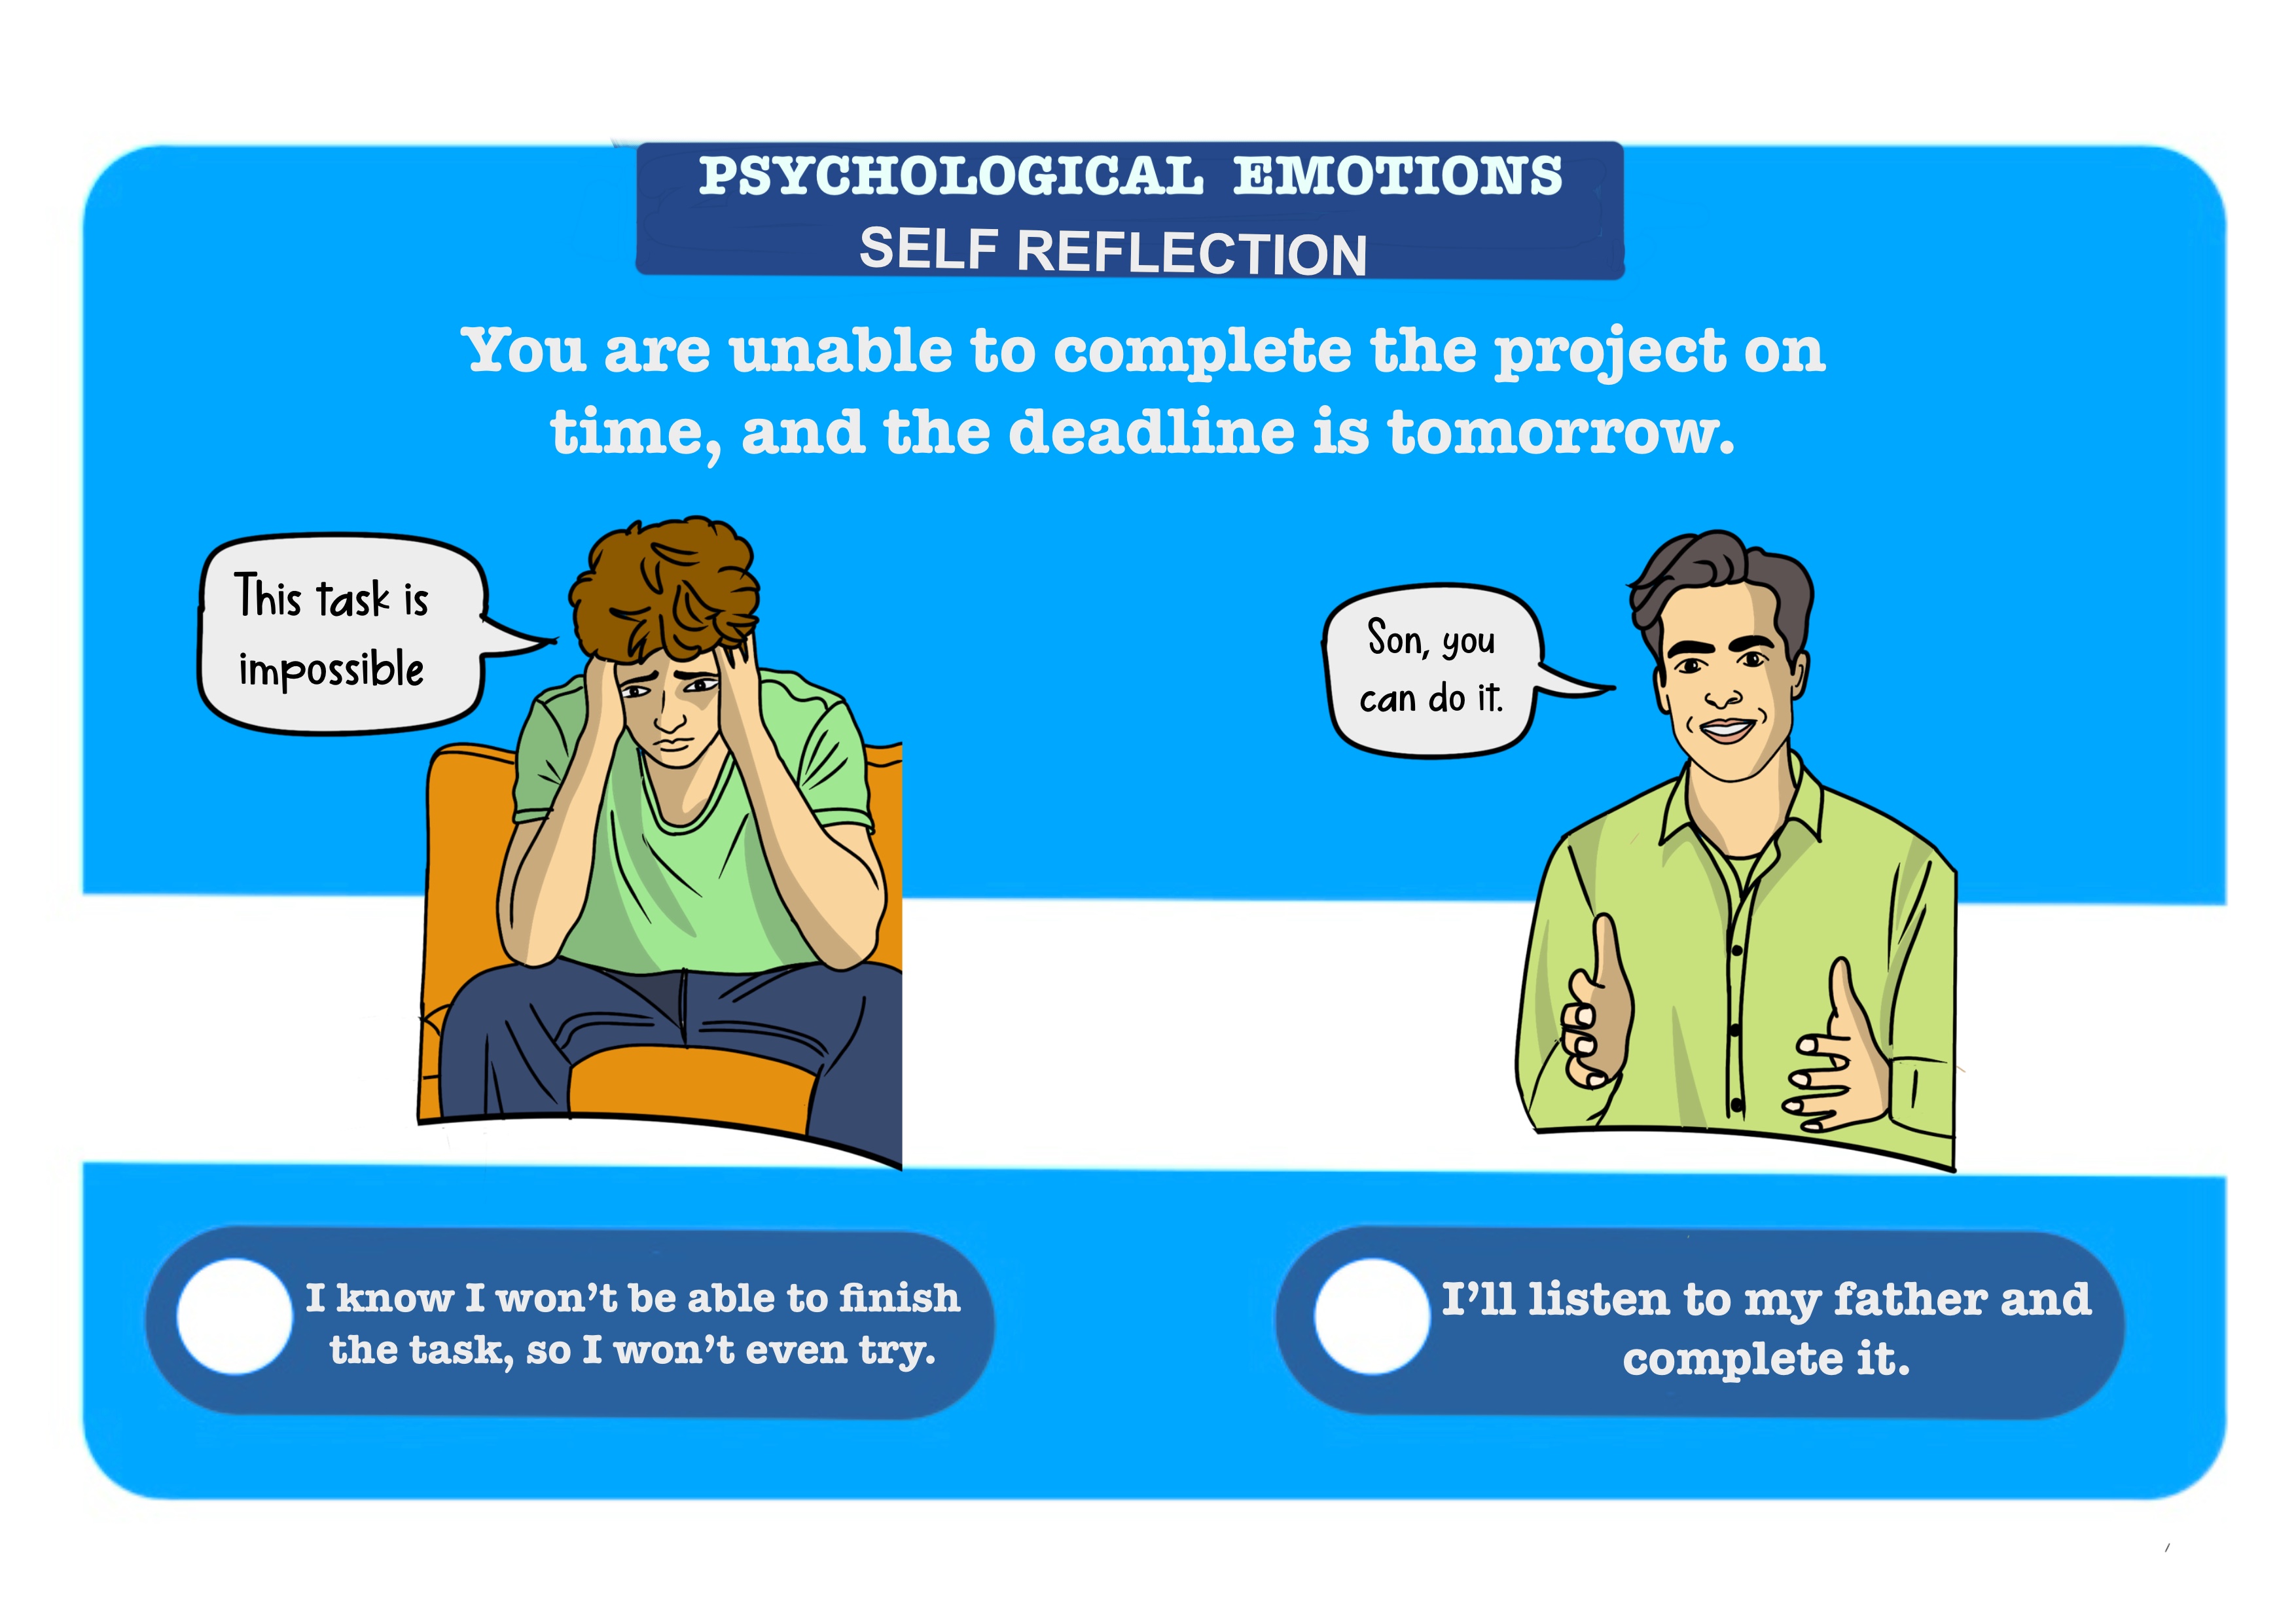 PSYCHOLOGICAL EMOTIONS
SELF REFLECTION
You are unable to complete the project on
time, and the deadline is tomorrow.
This task is
impossible
Son, you
can do it.
I know I won't be able to finish
the task, so I won't even try.
I'll listen to my father and
complete it.